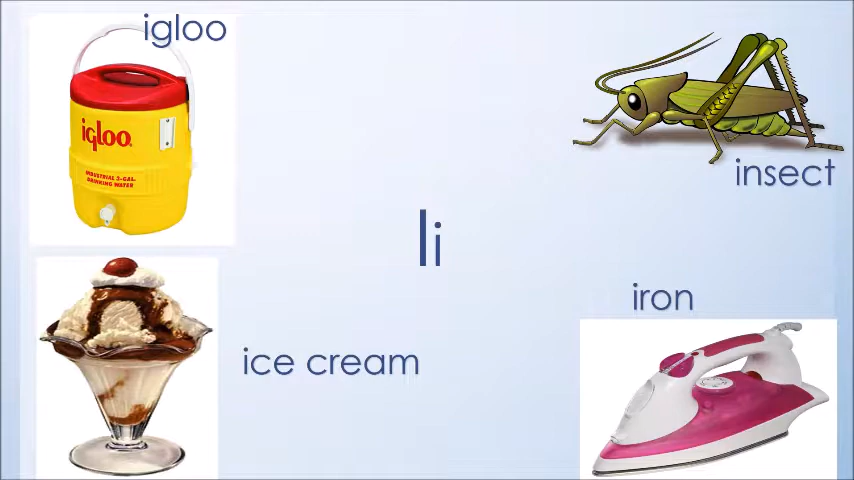 igloo
igloo
INDUSTRIAL 3-GAL.
DRINKING WATER
insect
Ii
iron
ice cream